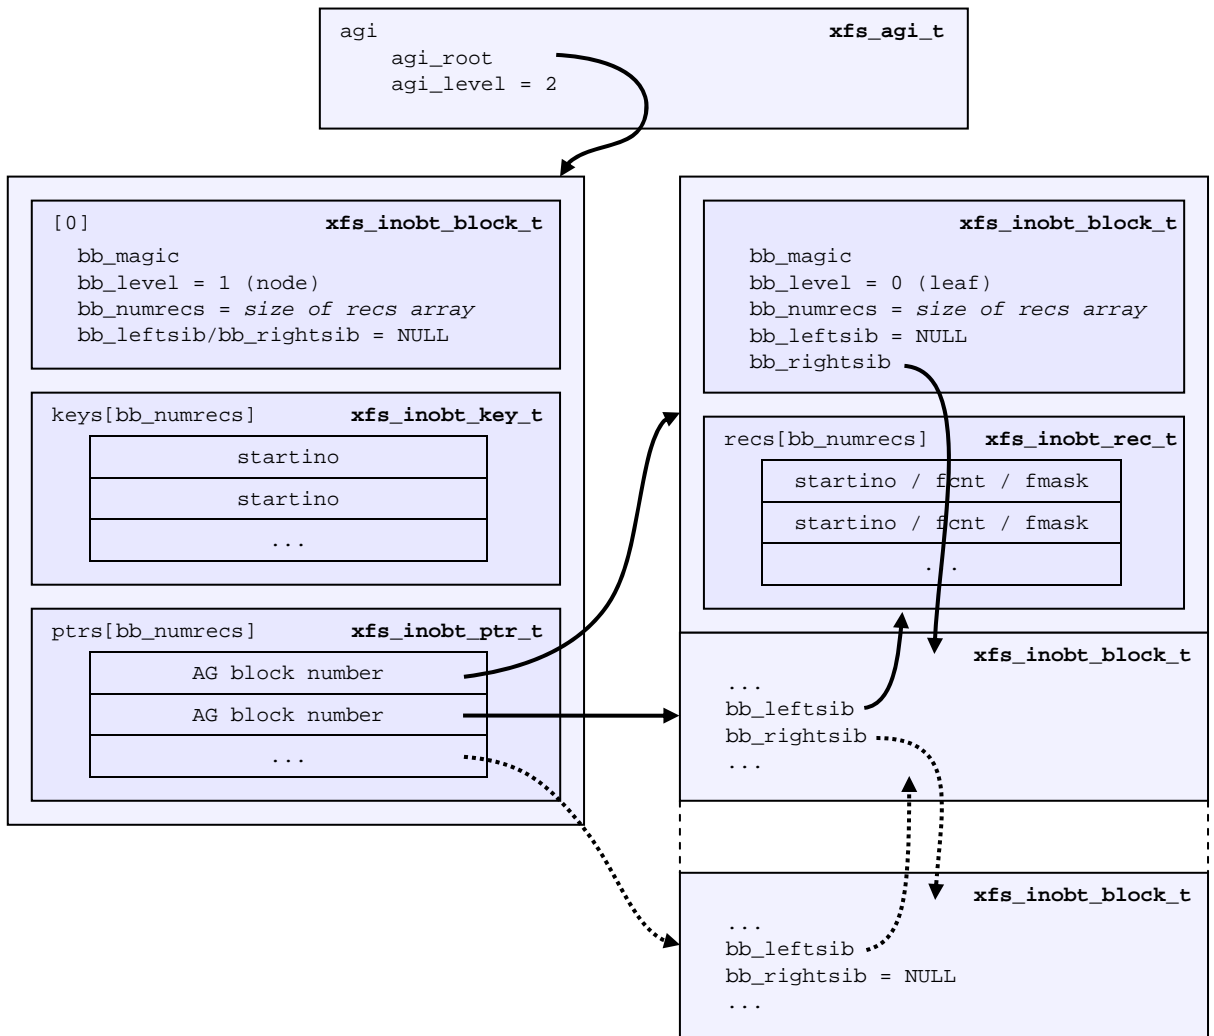 agi xfs_agi_t
agi_root
agi_level = 2
[0] xfs_inobt_block_t
bb_magic
bb_level = 1 (node)
bb_numrecs = size of recs array
bb_leftsib/bb_rightsib = NULL
keys[bb_numrecs] xfs_inobt_key_t
startino
startino
...
ptrs[bb_numrecs] xfs_inobt_ptr_t
AG block number
AG block number
...
xfs_inobt_block_t
bb_magic
bb_level = 0 (leaf)
bb_numrecs = size of recs array
bb_leftsib = NULL
bb_rightsib
recs[bb_numrecs] xfs_inobt_rec_t
startino / fcnt / fmask
startino / fcnt / fmask
...
xfs_inobt_block_t
...
bb_leftsib
bb_rightsib
...
xfs_inobt_block_t
...
bb_leftsib
bb_rightsib = NULL
...